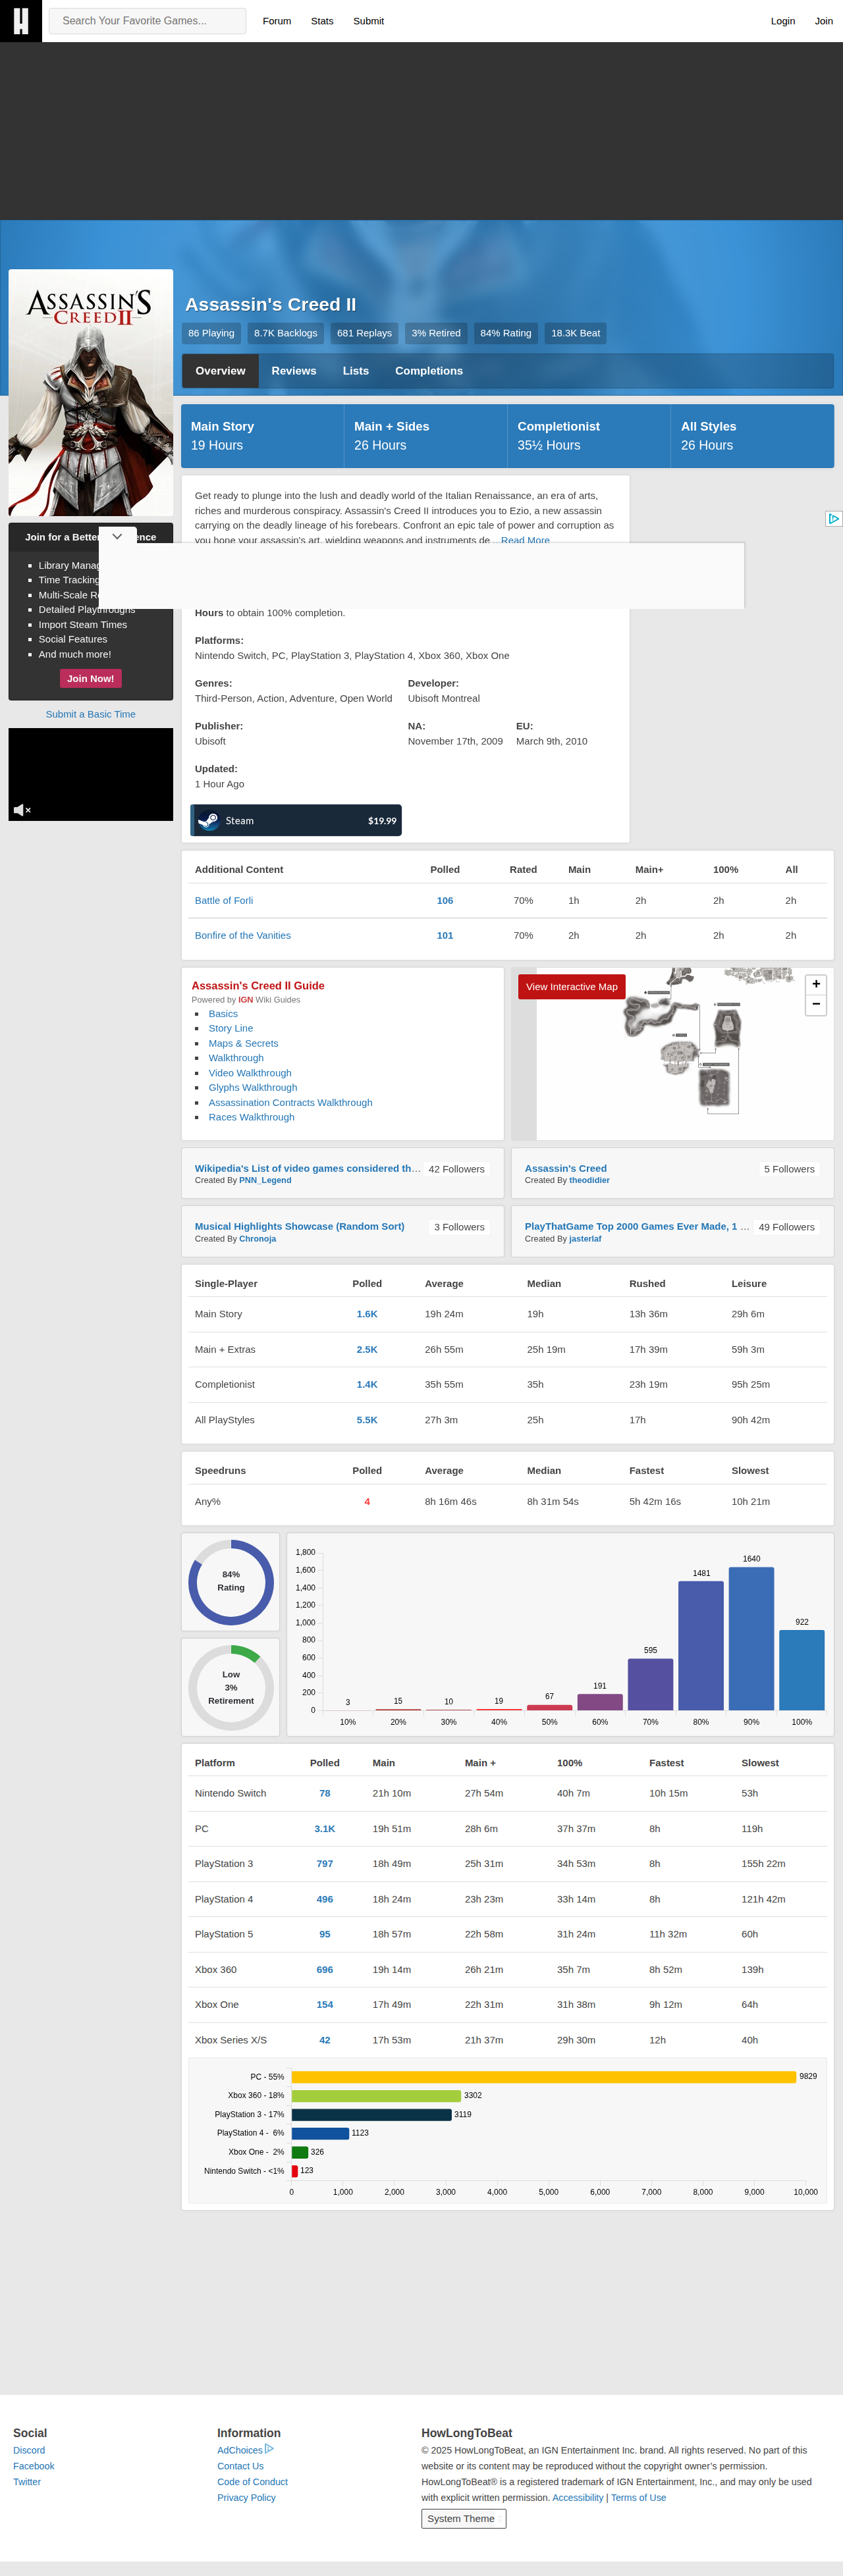 Search Your Favorite Games...
Forum
Stats
Submit
Login
Join
ASSASSIN'S
CREED II
Assassin's Creed II
86 Playing
8.7K Backlogs
681 Replays
3% Retired
84% Rating
18.3K Beat
Overview
Reviews
Lists
Completions
Main Story
19 Hours
Main + Sides
26 Hours
Completionist
35½ Hours
All Styles
26 Hours
Get ready to plunge into the lush and deadly world of the Italian Renaissance, an era of arts,
riches and murderous conspiracy. Assassin's Creed II introduces you to Ezio, a new assassin
carrying on the deadly lineage of his forebears. Confront an epic tale of power and corruption as
you hone your assassin's art, wielding weapons and instruments de ...Read More
Hours to obtain 100% completion.
Platforms:
Nintendo Switch, PC, PlayStation 3, PlayStation 4, Xbox 360, Xbox One
Genres:
Third-Person, Action, Adventure, Open World
Developer:
Ubisoft Montreal
Publisher:
Ubisoft
NA:
November 17th, 2009
EU:
March 9th, 2010
Updated:
1 Hour Ago
Steam
$19.99
Join for a Better
Library
Time Tracking
Multi-Scale
Detailed Playthroughs
Import Steam Times
Social Features
And much more!
Join Now!
Submit a Basic Time
Additional Content Polled Rated Main Main+ 100% All
Battle of Forli 106 70% 1h 2h 2h 2h
Bonfire of the Vanities 101 70% 2h 2h 2h 2h
Assassin's Creed II Guide
Powered by IGN Wiki Guides
Basics
Story Line
Maps & Secrets
Walkthrough
Video Walkthrough
Glyphs Walkthrough
Assassination Contracts Walkthrough
Races Walkthrough
View Interactive Map
+
−
Wikipedia's List of video games considered th... 42 Followers
Created By PNN_Legend
Assassin's Creed 5 Followers
Created By theodidier
Musical Highlights Showcase (Random Sort) 3 Followers
Created By Chronoja
PlayThatGame Top 2000 Games Ever Made, 1 ... 49 Followers
Created By jasterlaf
Single-Player Polled Average Median Rushed Leisure
Main Story 1.6K 19h 24m 19h 13h 36m 29h 6m
Main + Extras 2.5K 26h 55m 25h 19m 17h 39m 59h 3m
Completionist 1.4K 35h 55m 35h 23h 19m 95h 25m
All PlayStyles 5.5K 27h 3m 25h 17h 90h 42m
Speedruns Polled Average Median Fastest Slowest
Any% 4 8h 16m 46s 8h 31m 54s 5h 42m 16s 10h 21m
84%
Rating
Low
3%
Retirement
1,800
1,600
1,400
1,200
1,000
800
600
400
200
0
3 15 10 19 67 191 595 1481 1640 922
10% 20% 30% 40% 50% 60% 70% 80% 90% 100%
Platform Polled Main Main + 100% Fastest Slowest
Nintendo Switch 78 21h 10m 27h 54m 40h 7m 10h 15m 53h
PC 3.1K 19h 51m 28h 6m 37h 37m 8h 119h
PlayStation 3 797 18h 49m 25h 31m 34h 53m 8h 155h 22m
PlayStation 4 496 18h 24m 23h 23m 33h 14m 8h 121h 42m
PlayStation 5 95 18h 57m 22h 58m 31h 24m 11h 32m 60h
Xbox 360 696 19h 14m 26h 21m 35h 7m 8h 52m 139h
Xbox One 154 17h 49m 22h 31m 31h 38m 9h 12m 64h
Xbox Series X/S 42 17h 53m 21h 37m 29h 30m 12h 40h
PC - 55% 9829
Xbox 360 - 18% 3302
PlayStation 3 - 17% 3119
PlayStation 4 - 6% 1123
Xbox One - 2% 326
Nintendo Switch - <1% 123
0 1,000 2,000 3,000 4,000 5,000 6,000 7,000 8,000 9,000 10,000
Social
Discord
Facebook
Twitter
Information
AdChoices
Contact Us
Code of Conduct
Privacy Policy
HowLongToBeat
© 2025 HowLongToBeat, an IGN Entertainment Inc. brand. All rights reserved. No part of this
website or its content may be reproduced without the copyright owner's permission.
HowLongToBeat® is a registered trademark of IGN Entertainment, Inc., and may only be used
with explicit written permission. Accessibility | Terms of Use
System Theme